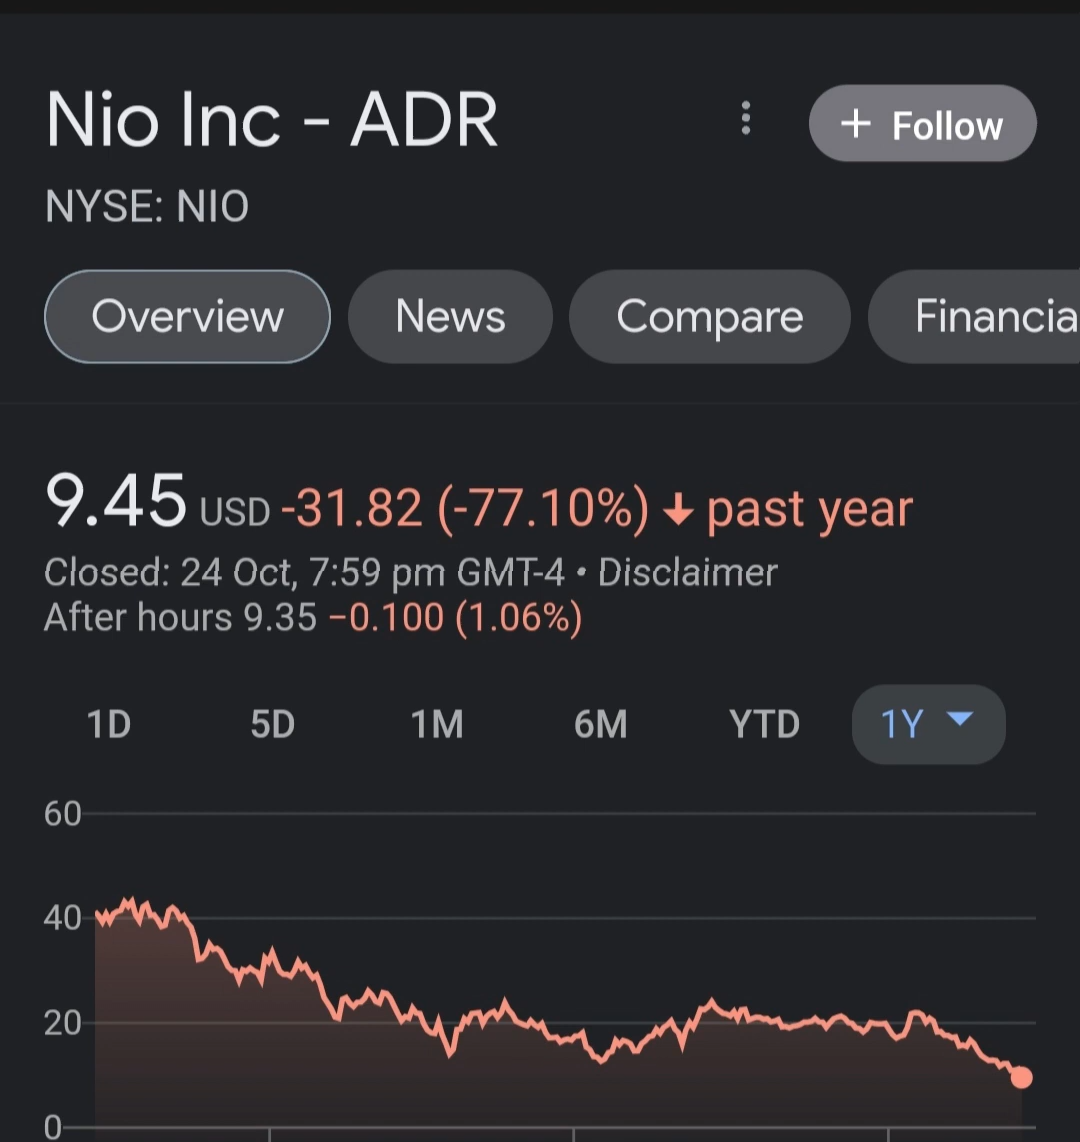 Nio Inc - ADR
+ Follow
NYSE: NIO
Overview News Compare Financia
9.45 USD -31.82 (-77.10%) ↓ past year
Closed: 24 Oct, 7:59 pm GMT-4 • Disclaimer
After hours 9.35 −0.100 (1.06%)
1D 5D 1M 6M YTD 1Y
60
40
20
0